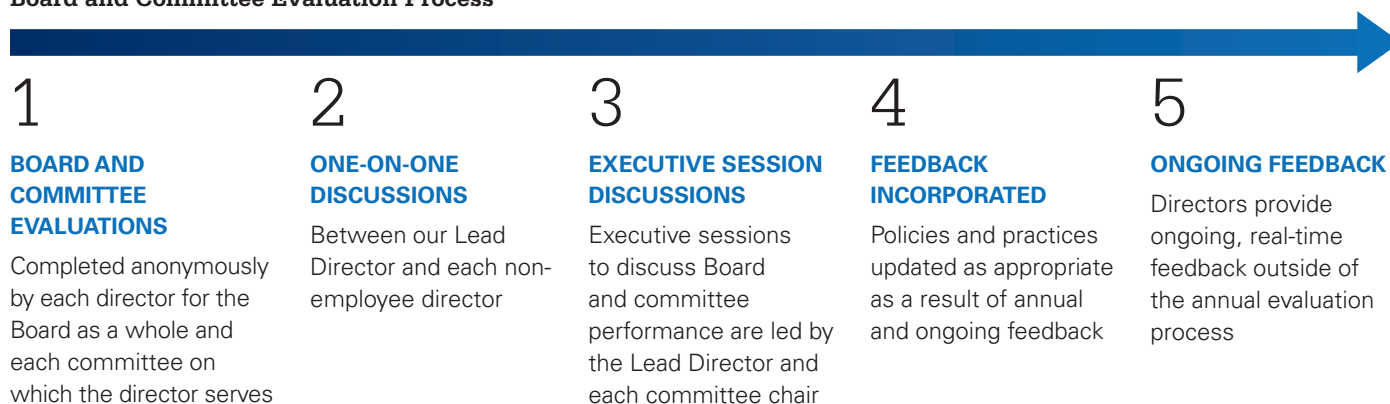 Board and Committee Evaluation Process
1
BOARD AND
COMMITTEE
EVALUATIONS
Completed anonymously
by each director for the
Board as a whole and
each committee on
which the director serves
2
ONE-ON-ONE
DISCUSSIONS
Between our Lead
Director and each non-
employee director
3
EXECUTIVE SESSION
DISCUSSIONS
Executive sessions
to discuss Board
and committee
performance are led by
the Lead Director and
each committee chair
4
FEEDBACK
INCORPORATED
Policies and practices
updated as appropriate
as a result of annual
and ongoing feedback
5
ONGOING FEEDBACK
Directors provide
ongoing, real-time
feedback outside of
the annual evaluation
process